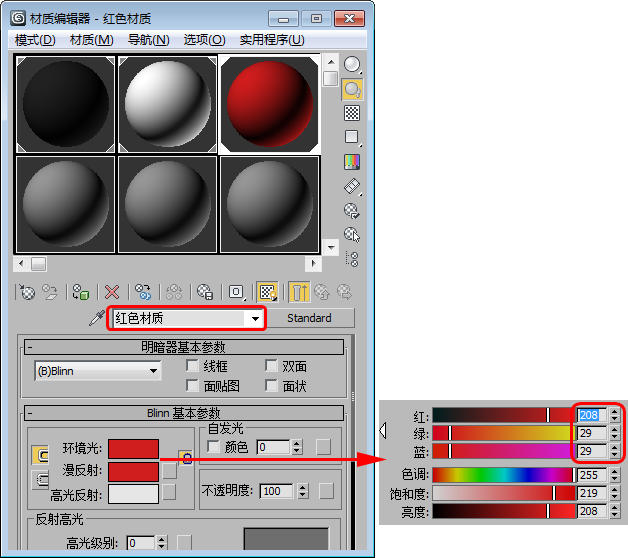 材质编辑器 - 红色材质
模式(D) 材质(M) 导航(N) 选项(O) 实用程序(U)
红色材质 Standard
- 明暗器基本参数
(B)Blinn 线框 双面
面贴图 面状
- Blinn 基本参数
自发光
环境光: 颜色 0
漫反射:
高光反射: 不透明度: 100
反射高光
高光级别: 0
红: 208
绿: 29
蓝: 29
色调: 255
饱和度: 219
亮度: 208